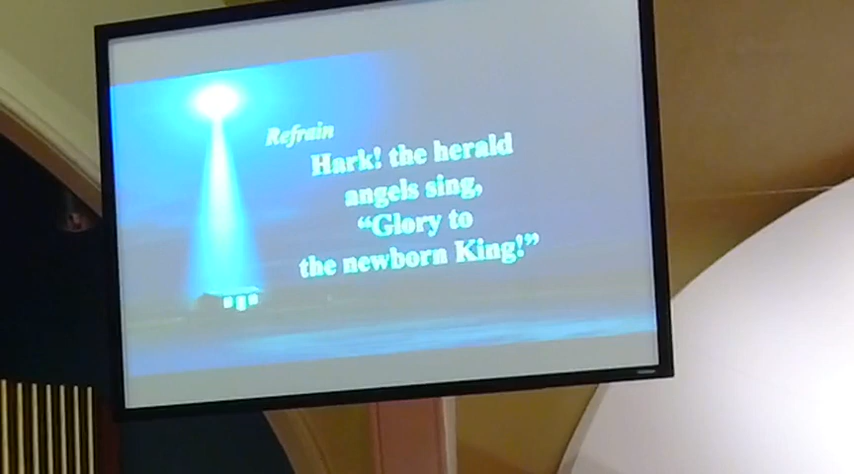 Refrain
Hark! the herald
angels sing,
“Glory to
the newborn King!”